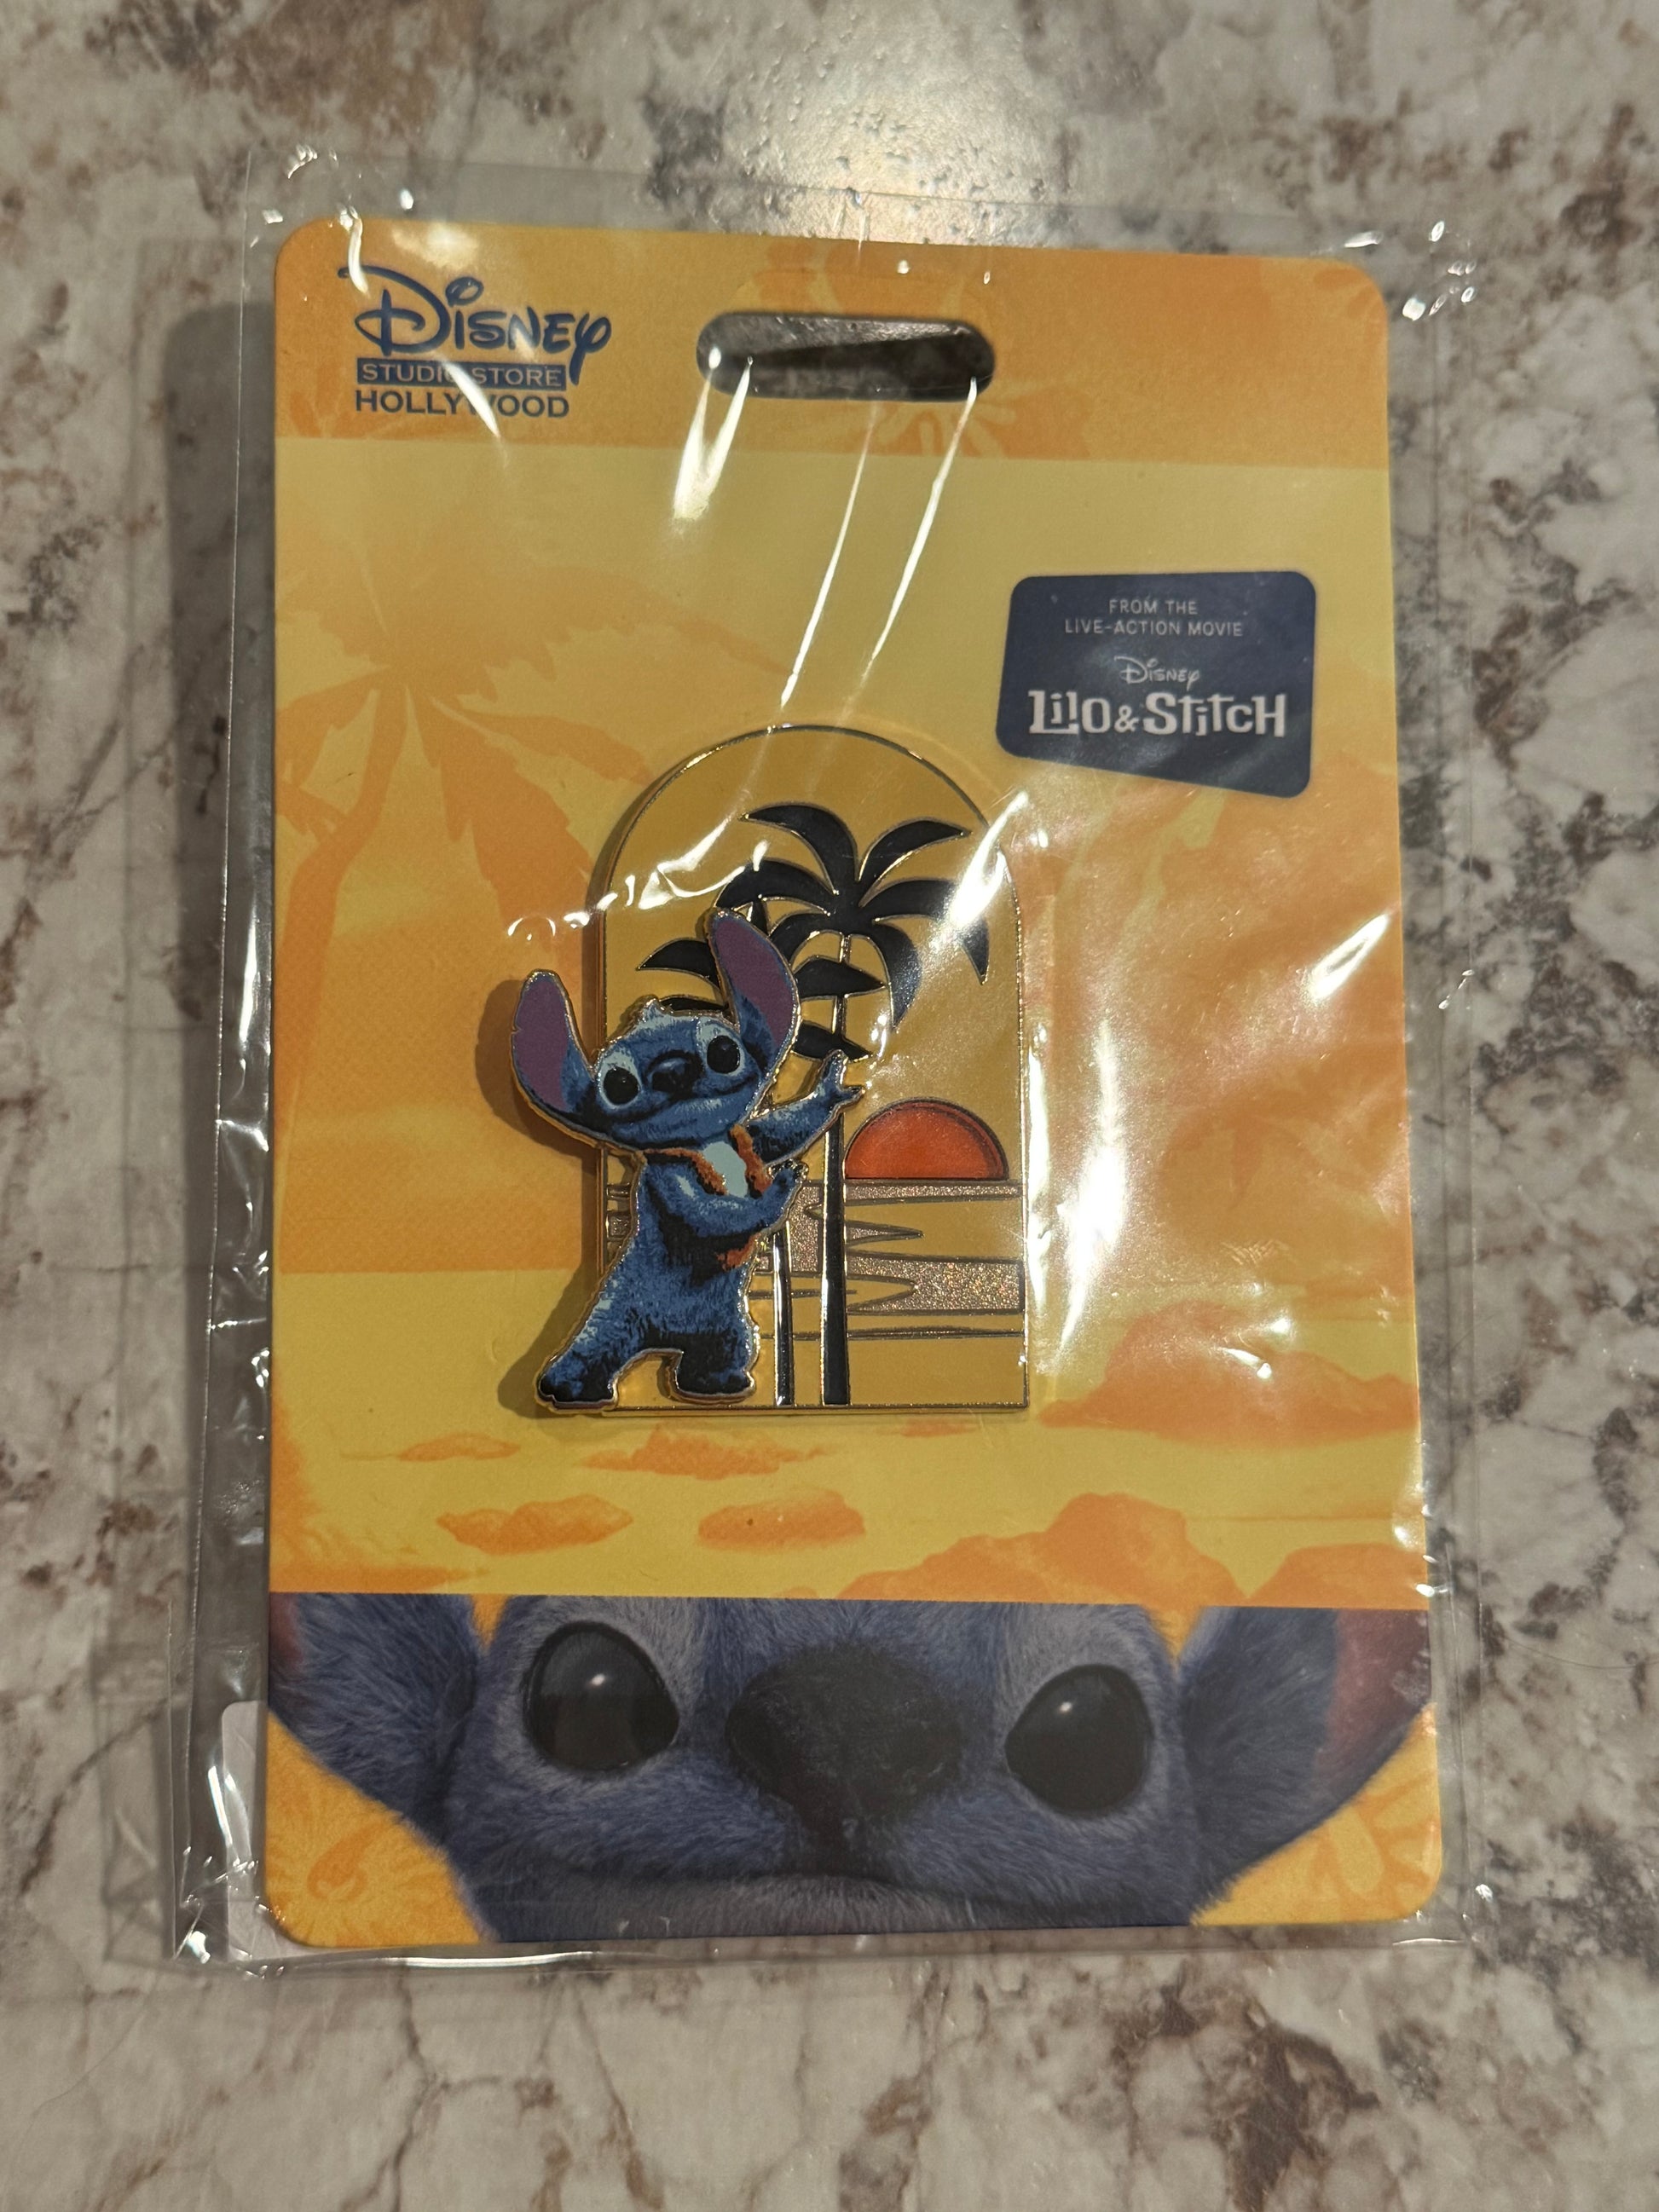 Disney
STUDIO STORE
HOLLYWOOD
FROM THE
LIVE-ACTION MOVIE
Disney
Lilo & Stitch